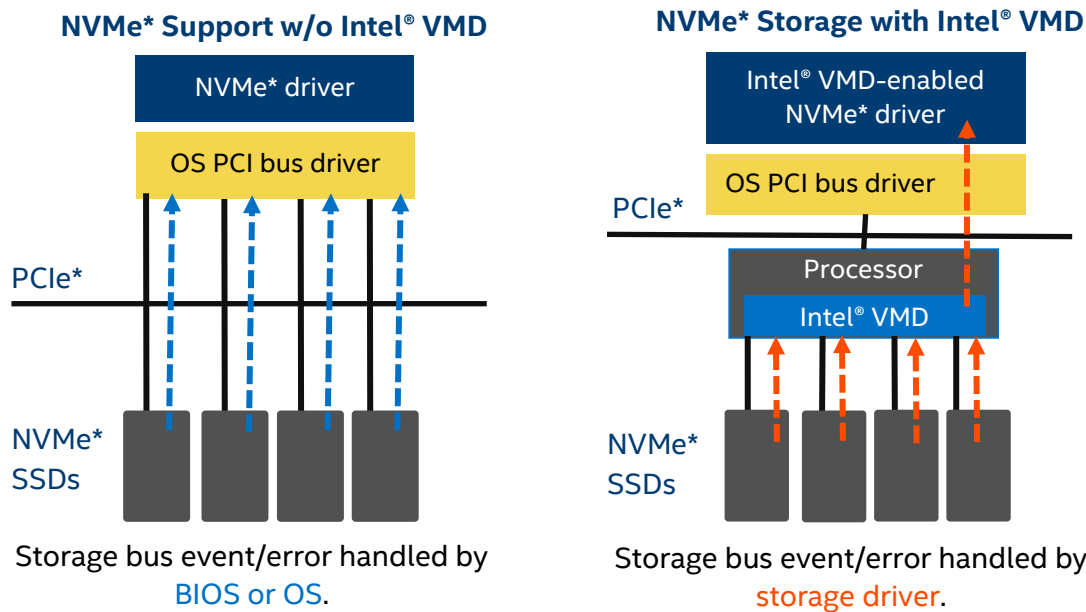 NVMe* Support w/o Intel® VMD
NVMe* driver
OS PCI bus driver
PCIe*
NVMe*
SSDs
Storage bus event/error handled by
BIOS or OS.
NVMe* Storage with Intel® VMD
Intel® VMD-enabled
NVMe* driver
OS PCI bus driver
PCIe*
Processor
Intel® VMD
NVMe*
SSDs
Storage bus event/error handled by
storage driver.